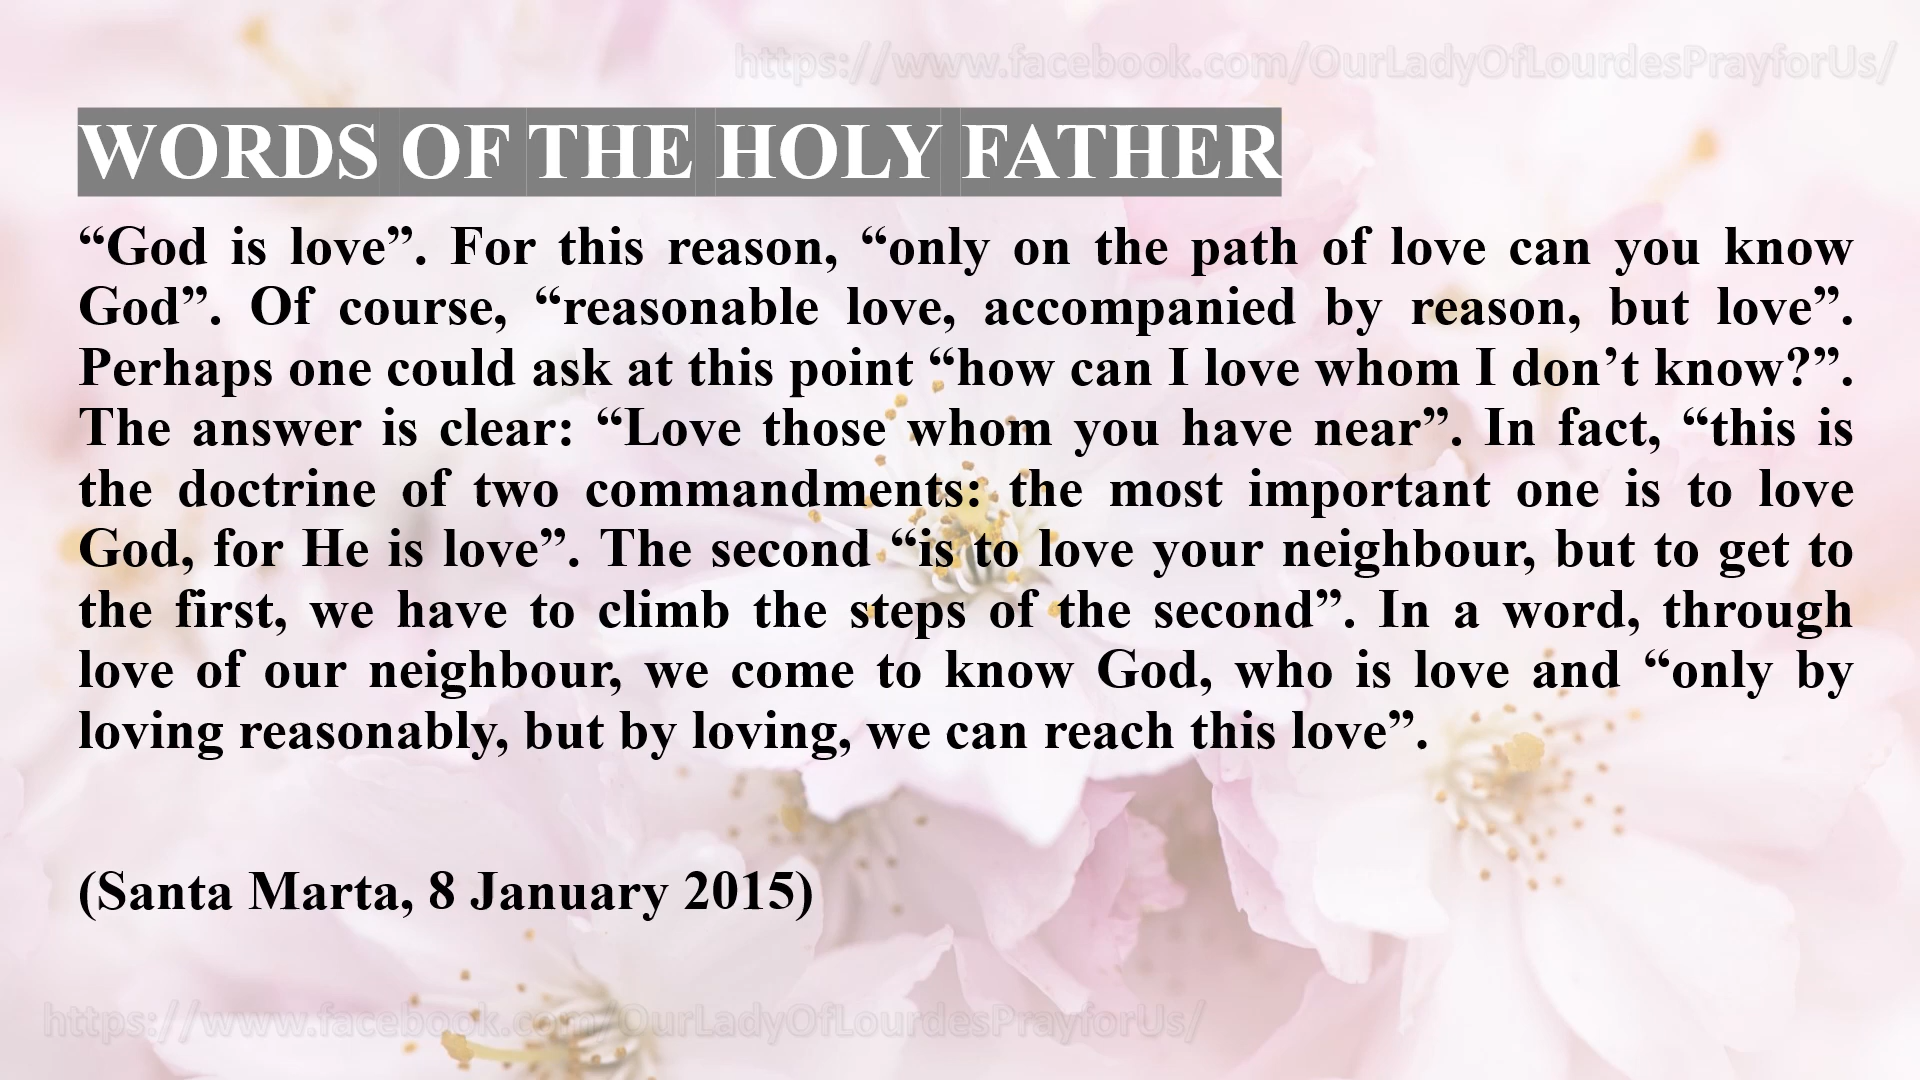 https://www.facebook.com/OurLadyOfLourdesPrayforUs/
WORDS OF THE HOLY FATHER
“God is love”. For this reason, “only on the path of love can you know
God”. Of course, “reasonable love, accompanied by reason, but love”.
Perhaps one could ask at this point “how can I love whom I don’t know?”.
The answer is clear: “Love those whom you have near”. In fact, “this is
the doctrine of two commandments: the most important one is to love
God, for He is love”. The second “is to love your neighbour, but to get to
the first, we have to climb the steps of the second”. In a word, through
love of our neighbour, we come to know God, who is love and “only by
loving reasonably, but by loving, we can reach this love”.
(Santa Marta, 8 January 2015)
https://www.facebook.com/OurLadyOfLourdesPrayforUs/